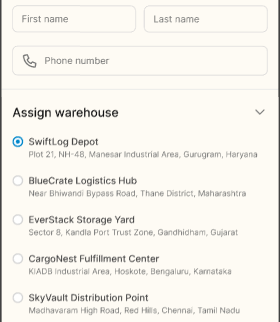 First name
Last name
Phone number
Assign warehouse
SwiftLog Depot
Plot 21, NH-48, Manesar Industrial Area, Gurugram, Haryana
BlueCrate Logistics Hub
Near Bhiwandi Bypass Road, Thane District, Maharashtra
EverStack Storage Yard
Sector 8, Kandla Port Trust Zone, Gandhidham, Gujarat
CargoNest Fulfillment Center
KIADB Industrial Area, Hoskote, Bengaluru, Karnataka
SkyVault Distribution Point
Madhavaram High Road, Red Hills, Chennai, Tamil Nadu